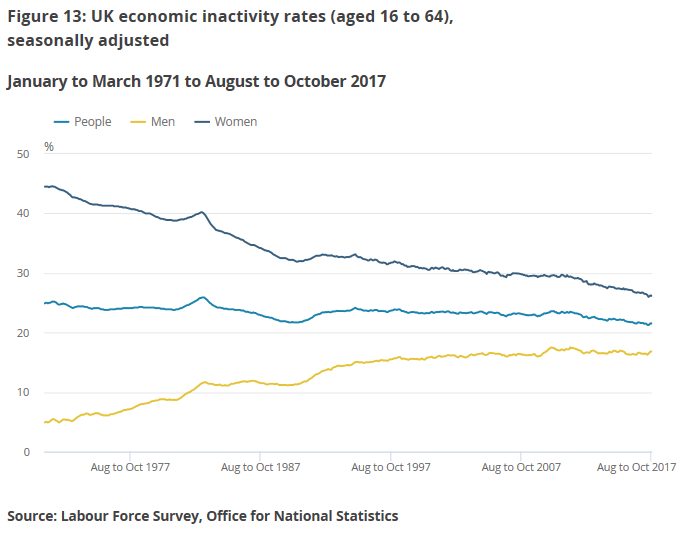 Figure 13: UK economic inactivity rates (aged 16 to 64),
seasonally adjusted
January to March 1971 to August to October 2017
People Men Women
%
50
40
30
20
10
0
Aug to Oct 1977 Aug to Oct 1987 Aug to Oct 1997 Aug to Oct 2007 Aug to Oct 2017
Source: Labour Force Survey, Office for National Statistics